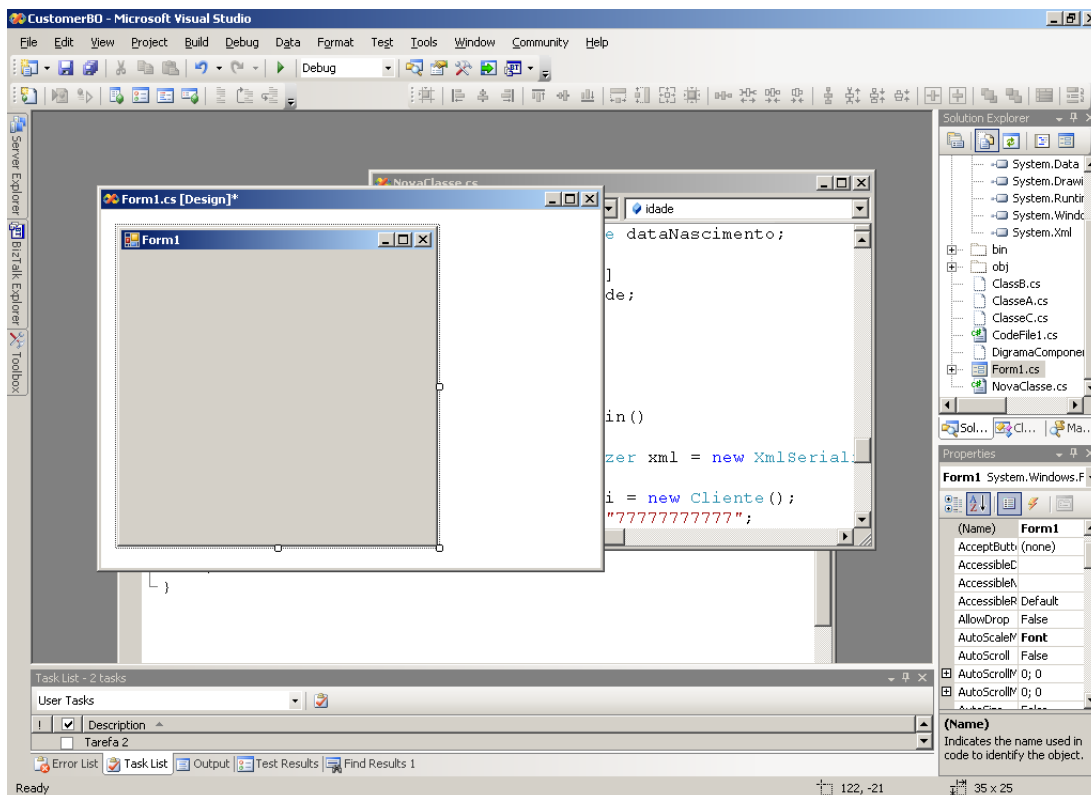 CustomerBO - Microsoft Visual Studio
File Edit View Project Build Debug Data Format Test Tools Window Community Help
Debug
Server Explorer
BizTalk Explorer
Toolbox
NovaClasse.cs
idade
e dataNascimento;
]
de;
in()
zer xml = new XmlSeriali
i = new Cliente();
"77777777777";
Form1.cs [Design]*
Form1
}
Solution Explorer
System.Data
System.Drawi
System.Runtir
System.Windo
System.Xml
bin
obj
ClassB.cs
ClasseA.cs
ClasseC.cs
CodeFile1.cs
DigramaComponer
Form1.cs
NovaClasse.cs
Sol... Cl... Ma...
Properties
Form1 System.Windows.F
(Name) Form1
AcceptButt (none)
AccessibleD
AccessibleN
AccessibleR Default
AllowDrop False
AutoScaleM Font
AutoScroll False
AutoScrollM 0; 0
AutoScrollM 0; 0
(Name)
Indicates the name used in
code to identify the object.
Task List - 2 tasks
User Tasks
! Description
Tarefa 2
Error List Task List Output Test Results Find Results 1
Ready 122, -21 35 x 25